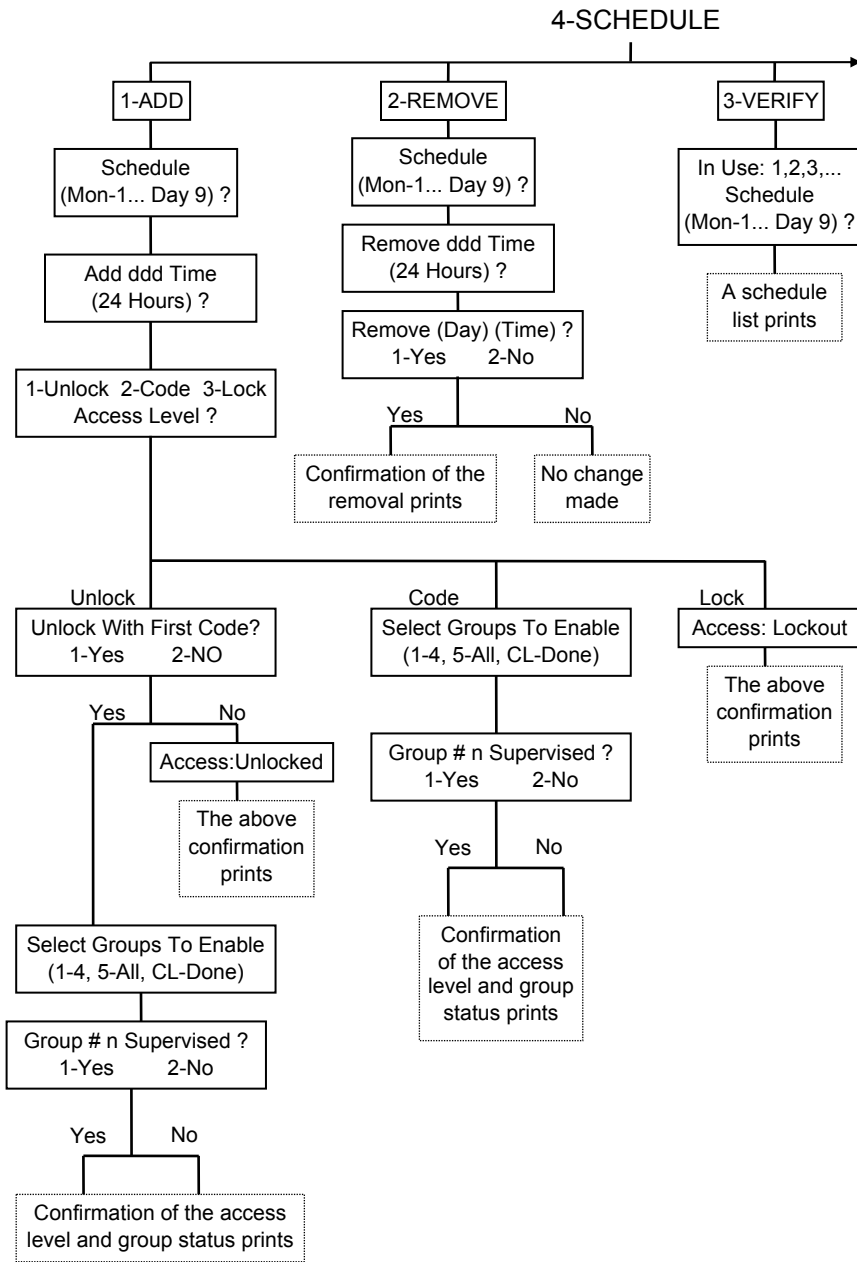 4-SCHEDULE
1-ADD
2-REMOVE
3-VERIFY
Schedule
(Mon-1... Day 9) ?
Add ddd Time
(24 Hours) ?
1-Unlock 2-Code 3-Lock
Access Level ?
Schedule
(Mon-1... Day 9) ?
Remove ddd Time
(24 Hours) ?
Remove (Day) (Time) ?
1-Yes 2-No
Yes
No
Confirmation of the
removal prints
No change
made
In Use: 1,2,3,...
Schedule
(Mon-1... Day 9) ?
A schedule
list prints
Unlock
Unlock With First Code?
1-Yes 2-NO
Yes
No
Access:Unlocked
The above
confirmation
prints
Select Groups To Enable
(1-4, 5-All, CL-Done)
Group # n Supervised ?
1-Yes 2-No
Yes
No
Confirmation of the access
level and group status prints
Code
Select Groups To Enable
(1-4, 5-All, CL-Done)
Group # n Supervised ?
1-Yes 2-No
Yes
No
Confirmation
of the access
level and group
status prints
Lock
Access: Lockout
The above
confirmation
prints